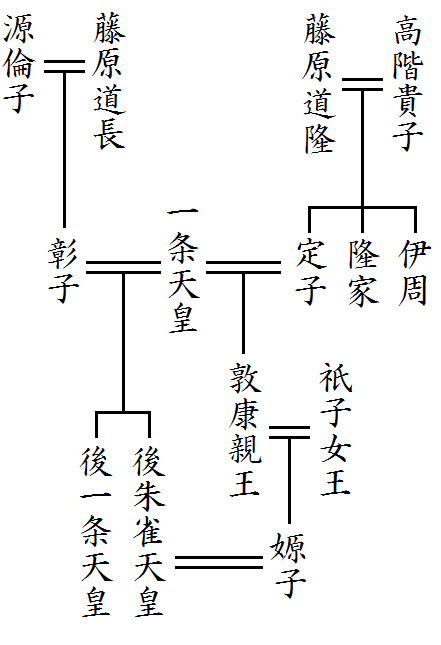 高階貴子
藤原道隆
藤原道長
源倫子
伊周
隆家
定子
一条天皇
彰子
祇子女王
敦康親王
嫄子
後朱雀天皇
後一条天皇